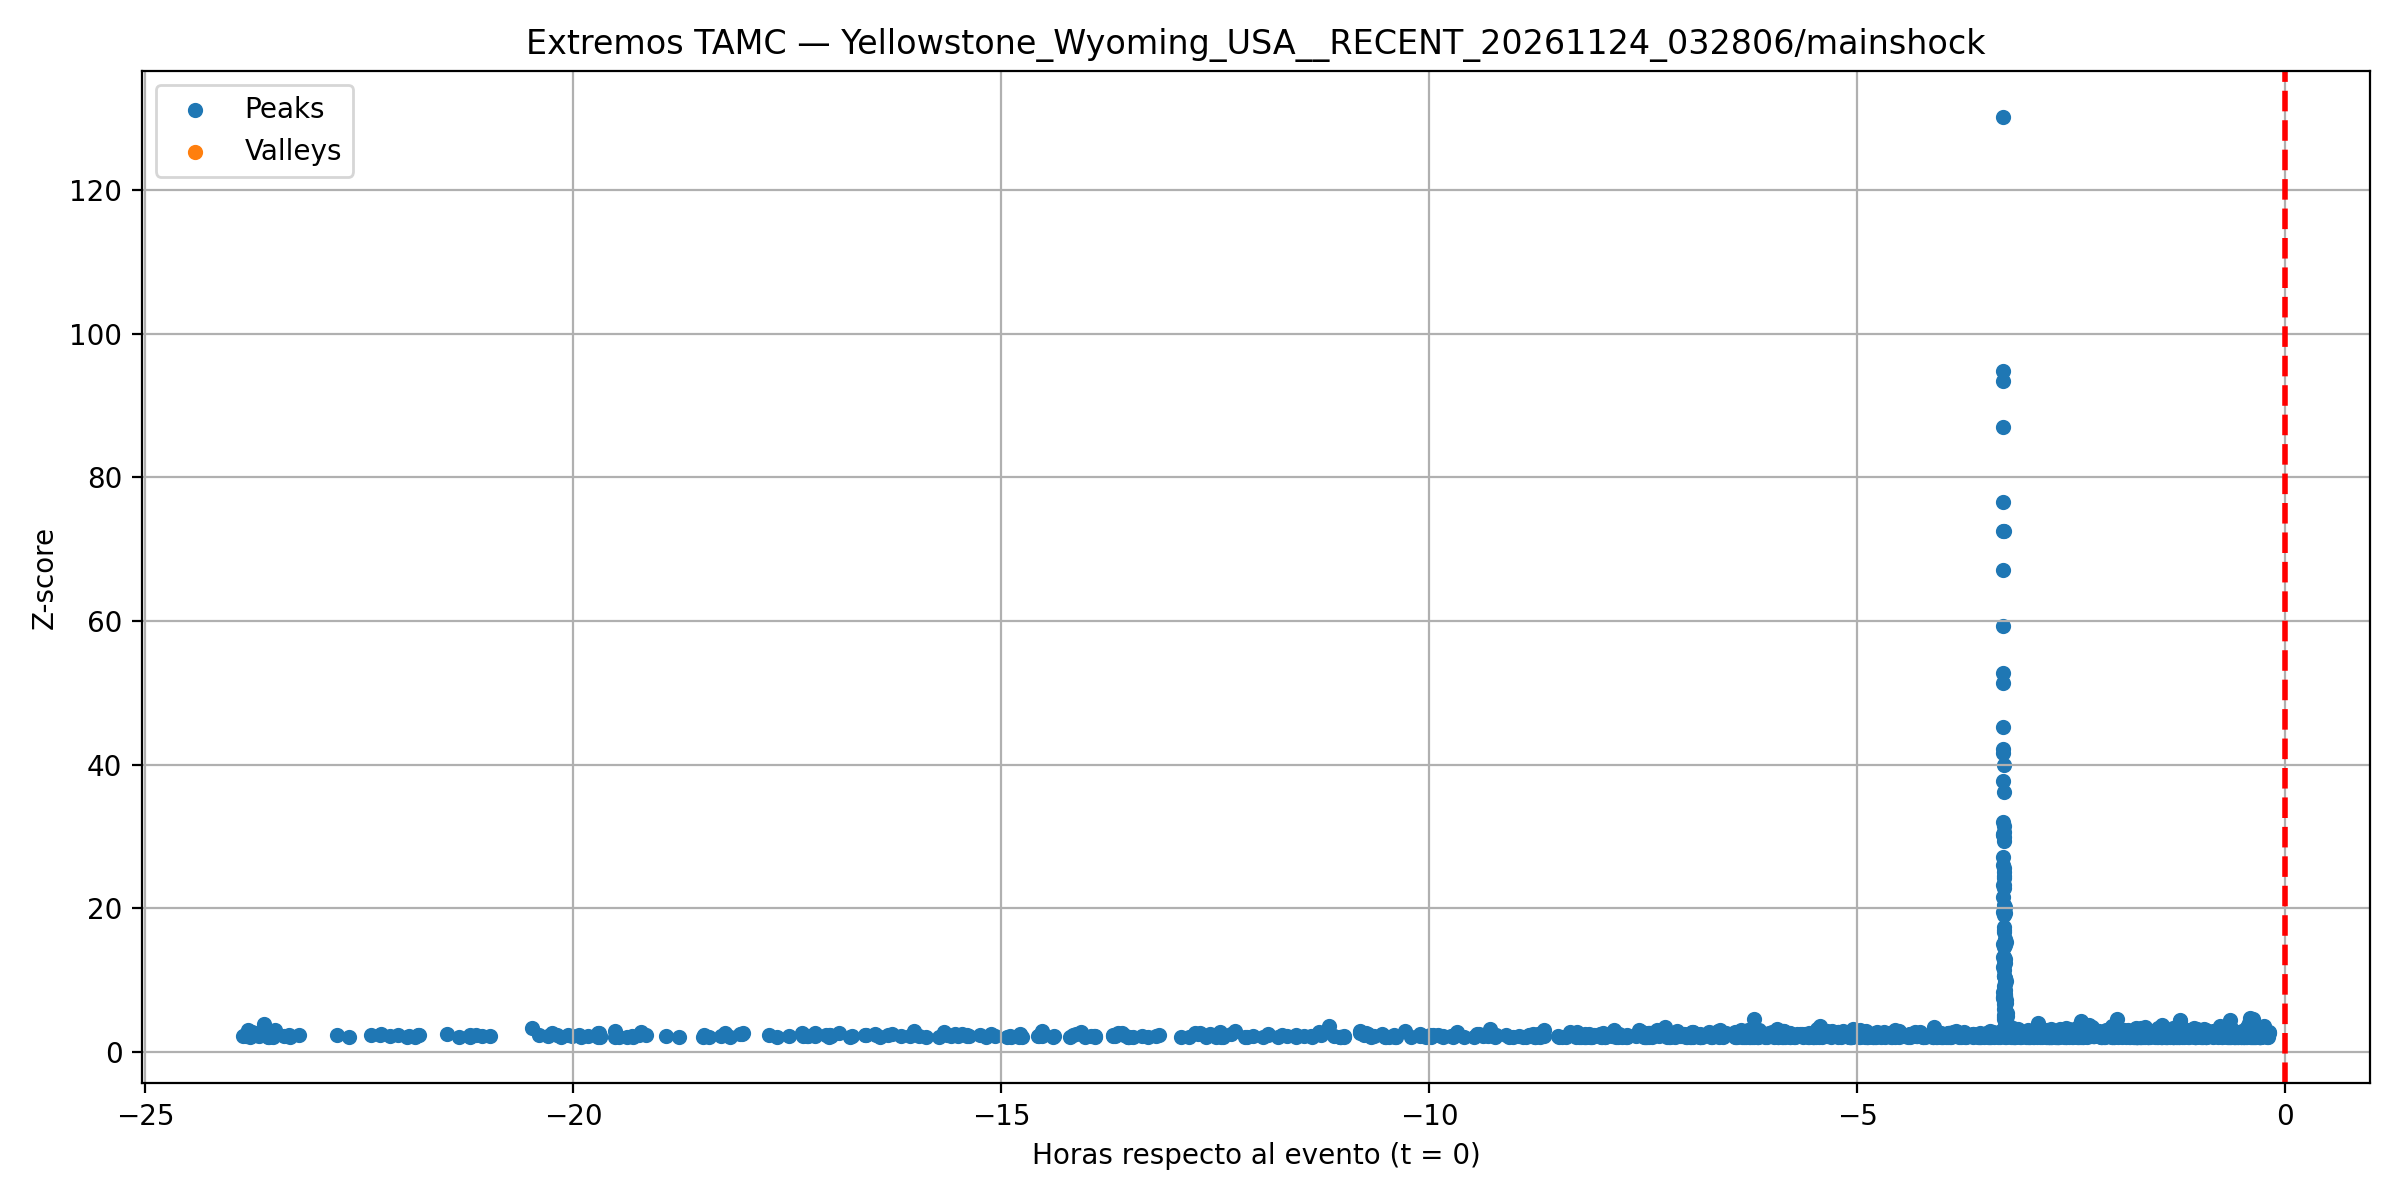 Extremos TAMC — Yellowstone_Wyoming_USA__RECENT_20261124_032806/mainshock
Peaks
Valleys
120
100
80
60
40
20
0
Z-score
−25 −20 −15 −10 −5 0
Horas respecto al evento (t = 0)